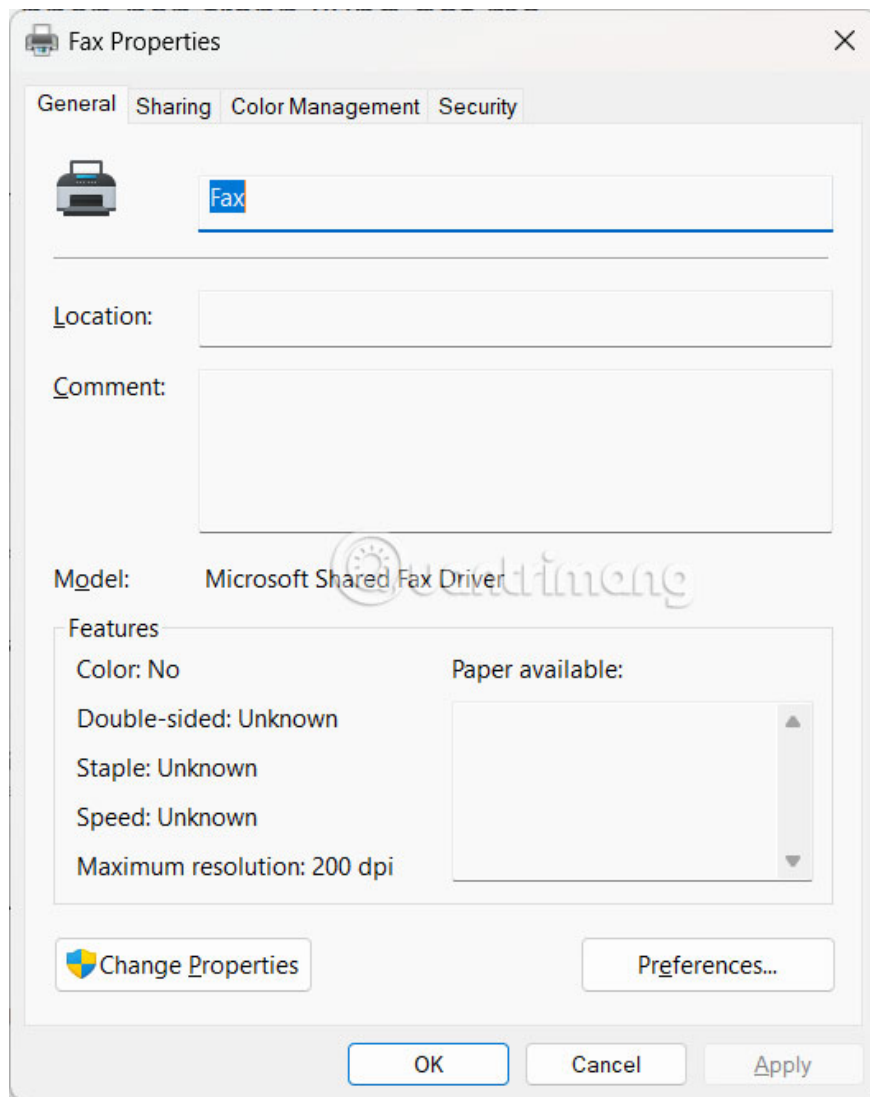 Fax Properties
General Sharing Color Management Security
Fax
Location:
Comment:
Model: Microsoft Shared Fax Driver
Quantrimang
Features
Color: No Paper available:
Double-sided: Unknown
Staple: Unknown
Speed: Unknown
Maximum resolution: 200 dpi
Change Properties Preferences...
OK Cancel Apply